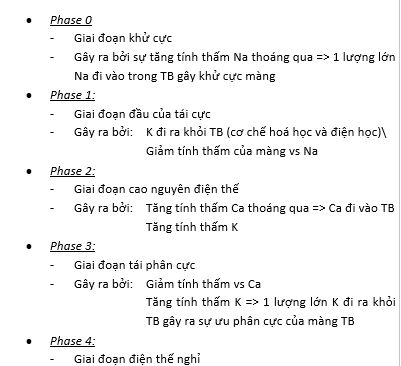 • Phase 0
- Giai đoạn khử cực
- Gây ra bởi sự tăng tính thấm Na thoáng qua => 1 lượng lớn
Na đi vào trong TB gây khử cực màng
• Phase 1:
- Giai đoạn đầu của tái cực
- Gây ra bởi: K đi ra khỏi TB (cơ chế hoá học và điện học)\
Giảm tính thấm của màng vs Na
• Phase 2:
- Giai đoạn cao nguyên điện thế
- Gây ra bởi: Tăng tính thấm Ca thoáng qua => Ca đi vào TB
Tăng tính thấm K
• Phase 3:
- Giai đoạn tái phân cực
- Gây ra bởi: Giảm tính thấm vs Ca
Tăng tính thấm K => 1 lượng lớn K đi ra khỏi
TB gây ra sự ưu phân cực của màng TB
• Phase 4:
- Giai đoạn điện thế nghỉ